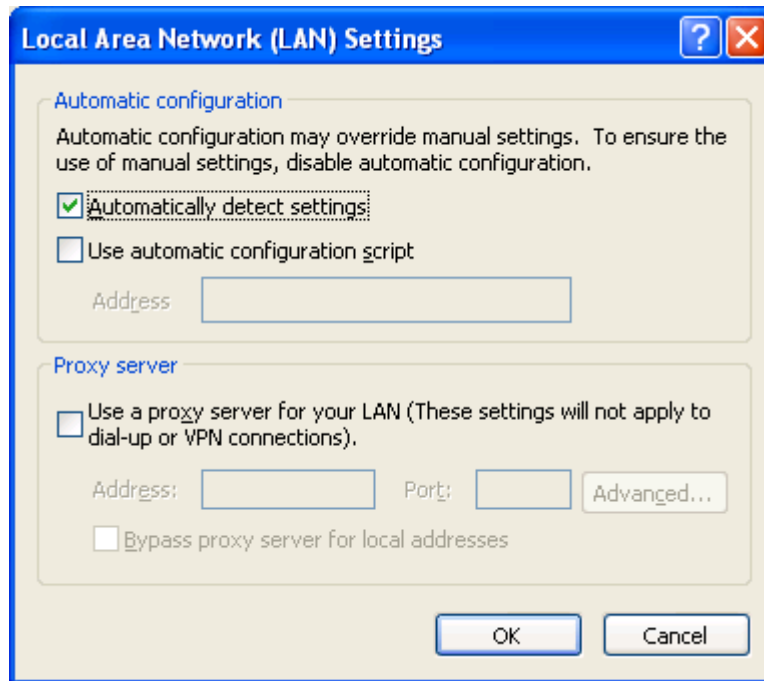 Local Area Network (LAN) Settings
Automatic configuration
Automatic configuration may override manual settings. To ensure the
use of manual settings, disable automatic configuration.
Automatically detect settings
Use automatic configuration script
Address
Proxy server
Use a proxy server for your LAN (These settings will not apply to
dial-up or VPN connections).
Address: Port: Advanced...
Bypass proxy server for local addresses
OK Cancel